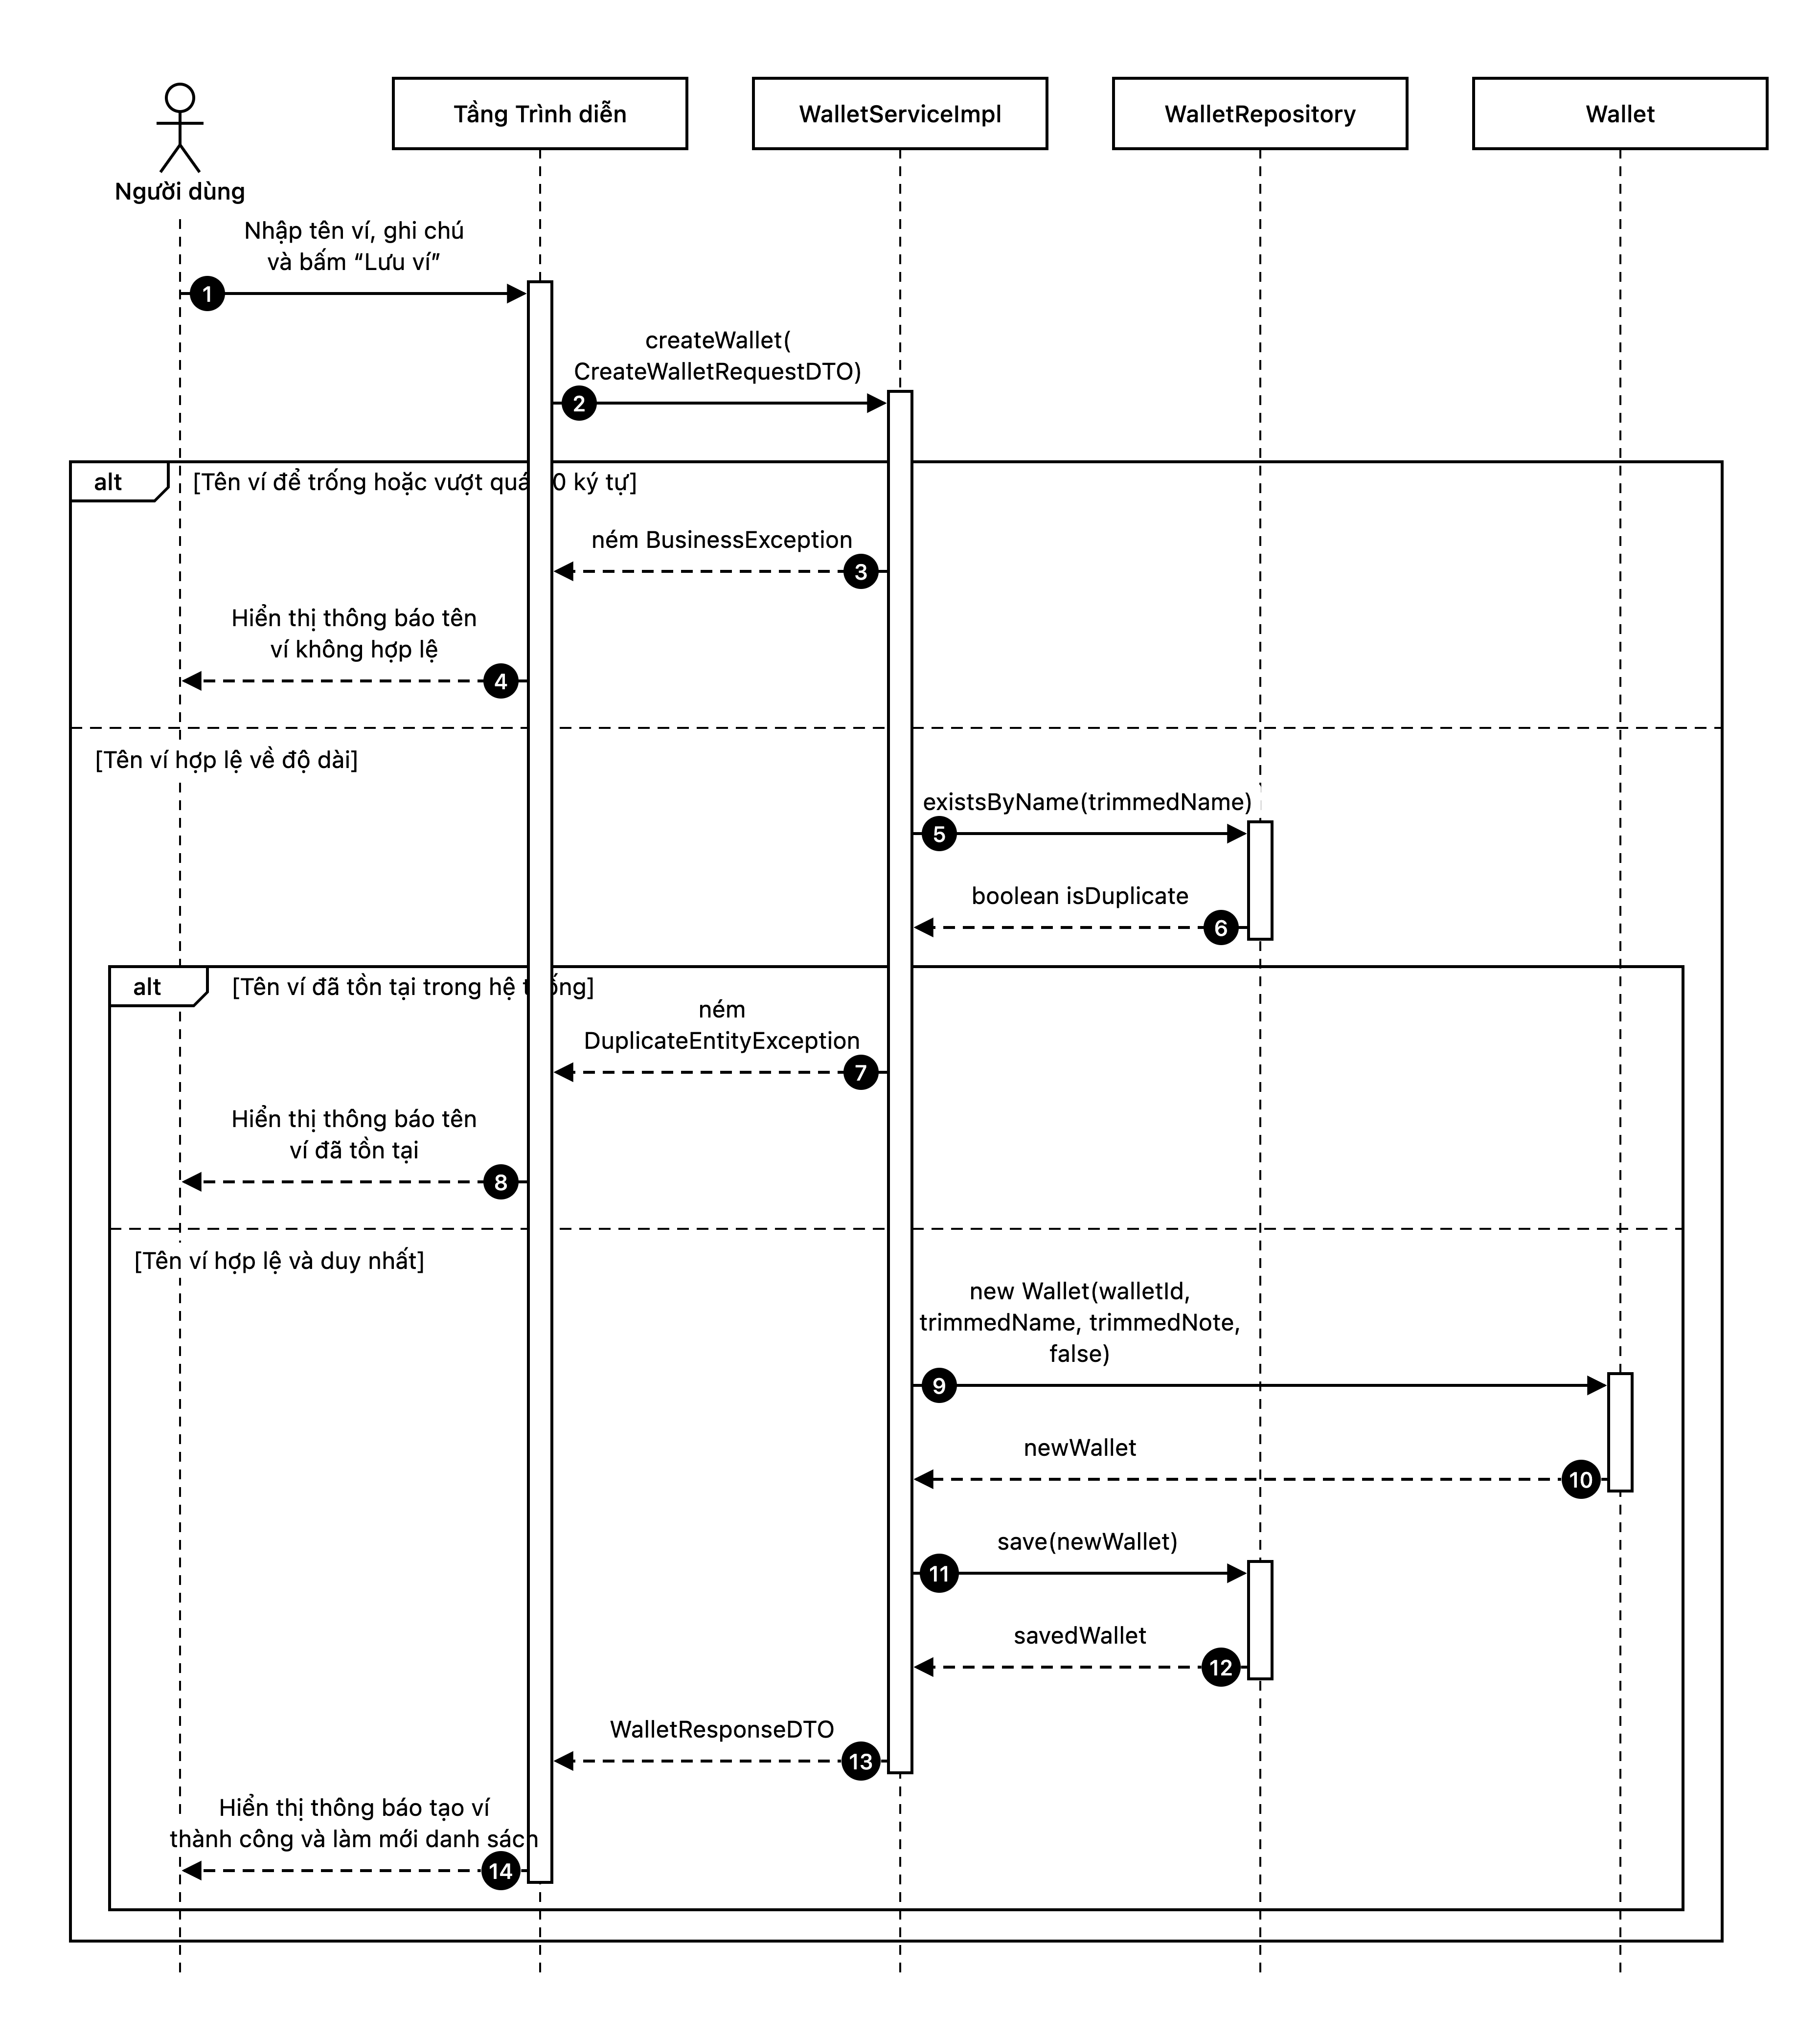 Người dùng
Tầng Trình diễn
WalletServiceImpl
WalletRepository
Wallet
Nhập tên ví, ghi chú
và bấm “Lưu ví”
1
createWallet(
CreateWalletRequestDTO)
2
alt
[Tên ví để trống hoặc vượt quá 0 ký tự]
ném BusinessException
3
Hiển thị thông báo tên
ví không hợp lệ
4
[Tên ví hợp lệ về độ dài]
existsByName(trimmedName)
5
boolean isDuplicate
6
alt
[Tên ví đã tồn tại trong hệ thống]
ném
DuplicateEntityException
7
Hiển thị thông báo tên
ví đã tồn tại
8
[Tên ví hợp lệ và duy nhất]
new Wallet(walletId,
trimmedName, trimmedNote,
false)
9
newWallet
10
save(newWallet)
11
savedWallet
12
WalletResponseDTO
13
Hiển thị thông báo tạo ví
thành công và làm mới danh sách
14